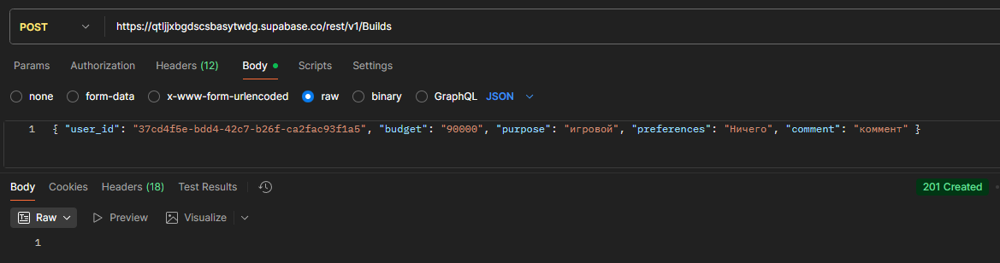 POST https://qtljjxbgdscsbasytwdg.supabase.co/rest/v1/Builds
Params Authorization Headers (12) Body Scripts Settings
none form-data x-www-form-urlencoded raw binary GraphQL JSON
1 { "user_id": "37cd4f5e-bdd4-42c7-b26f-ca2fac93f1a5", "budget": "90000", "purpose": "игровой", "preferences": "Ничего", "comment": "коммент" }
Body Cookies Headers (18) Test Results 201 Created
Raw Preview Visualize
1